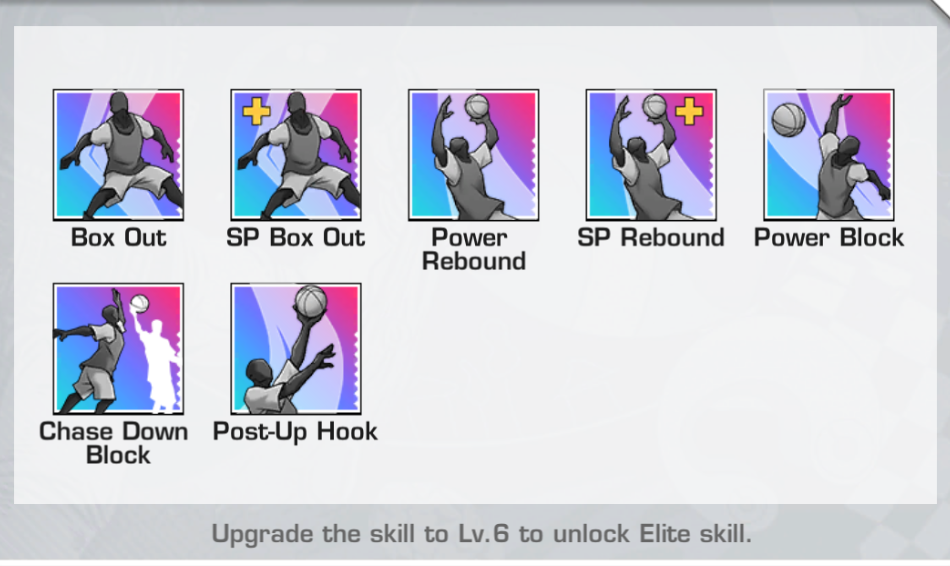 Box Out
SP Box Out
Power
Rebound
SP Rebound
Power Block
Chase Down
Block
Post-Up Hook
Upgrade the skill to Lv.6 to unlock Elite skill.